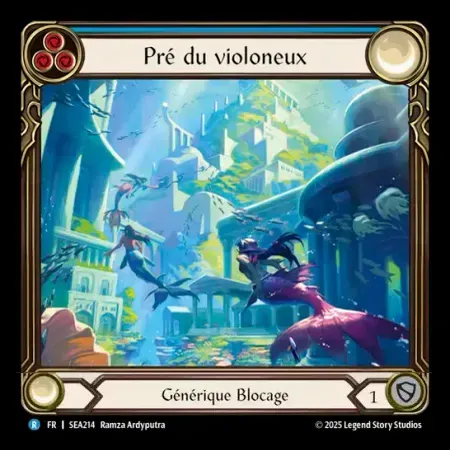 Pré du violoneux
Générique Blocage
1
R FR | SEA214 Ramza Ardyputra © 2025 Legend Story Studios